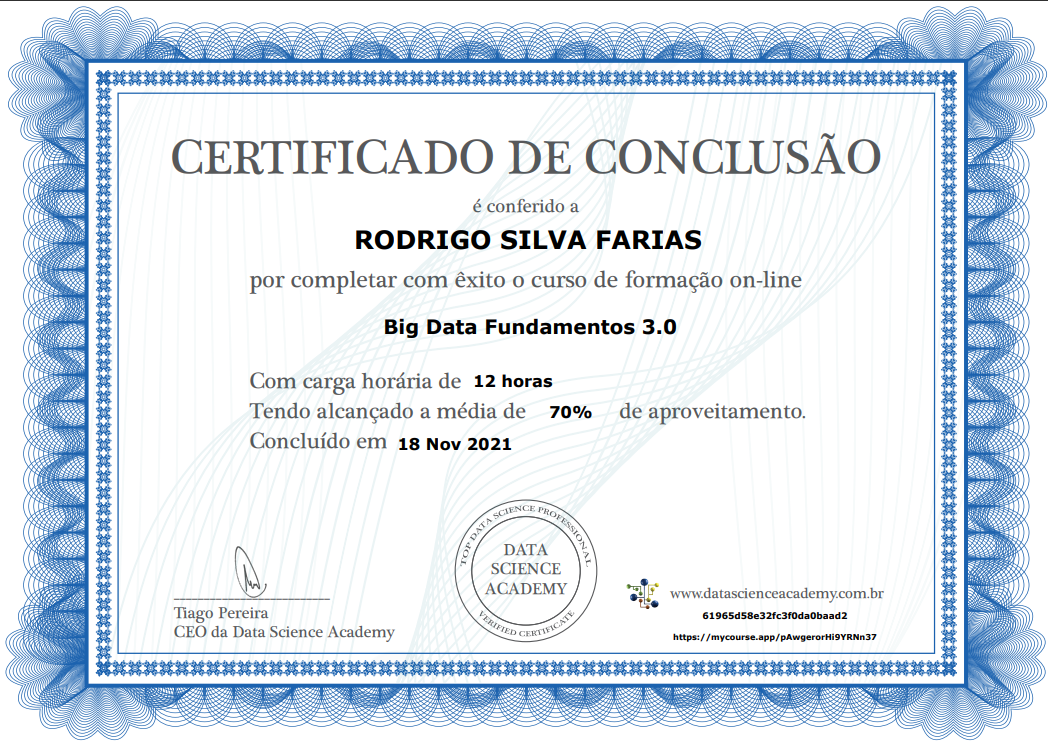 CERTIFICADO DE CONCLUSÃO
é conferido a
RODRIGO SILVA FARIAS
por completar com êxito o curso de formação on-line
Big Data Fundamentos 3.0
Com carga horária de 12 horas
Tendo alcançado a média de 70% de aproveitamento.
Concluído em 18 Nov 2021
TOP DATA SCIENCE PROFESSIONAL
DATA
SCIENCE
ACADEMY
VERIFIED CERTIFICATE
Tiago Pereira
CEO da Data Science Academy
www.datascienceacademy.com.br
61965d58e32fc3f0da0baad2
https://mycourse.app/pAwgerorHi9YRNn37